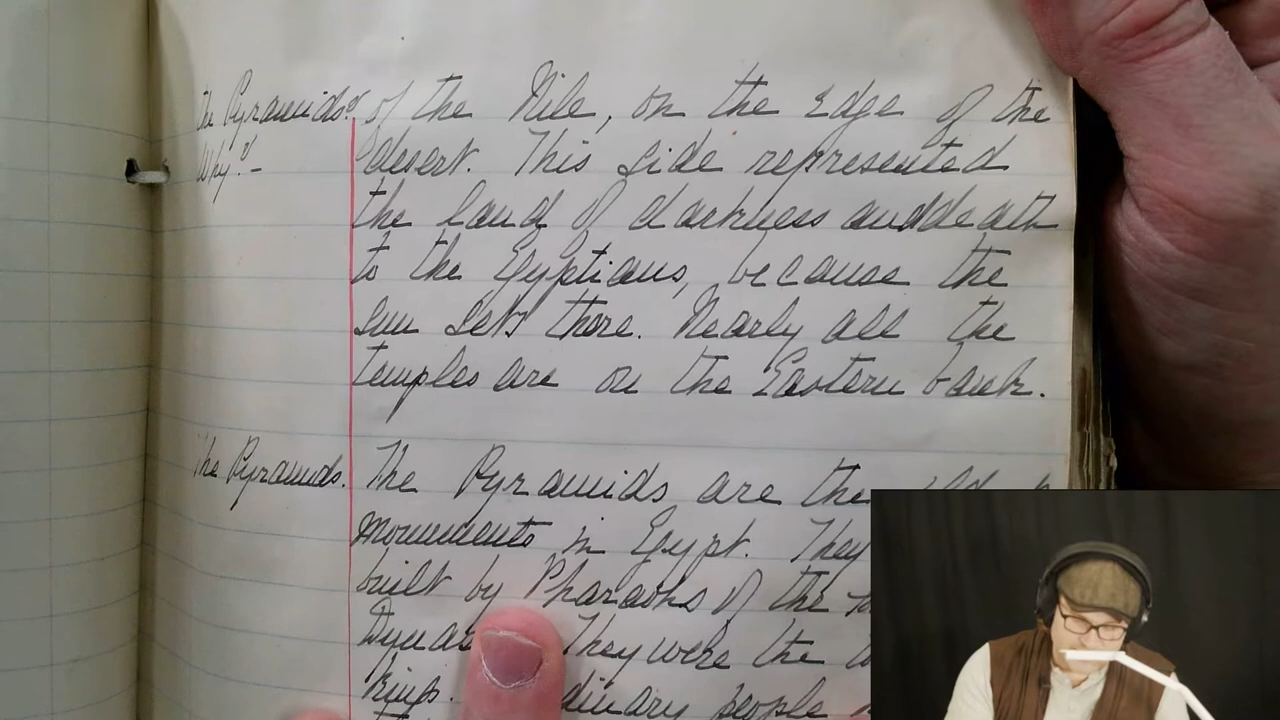 The Pyramids of the Nile, on the Edge of the
Why?- desert. This side represented
the land of darkness and death
to the Egyptians, because the
sun sets there. Nearly all the
temples are on the Eastern bank.
The Pyramids. The Pyramids are the
monuments in Egypt. They
built by Pharaohs of the
They were the
kings.
people